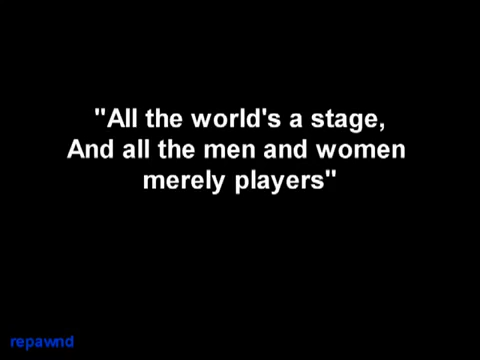 "All the world's a stage,
And all the men and women
merely players"
repawnd